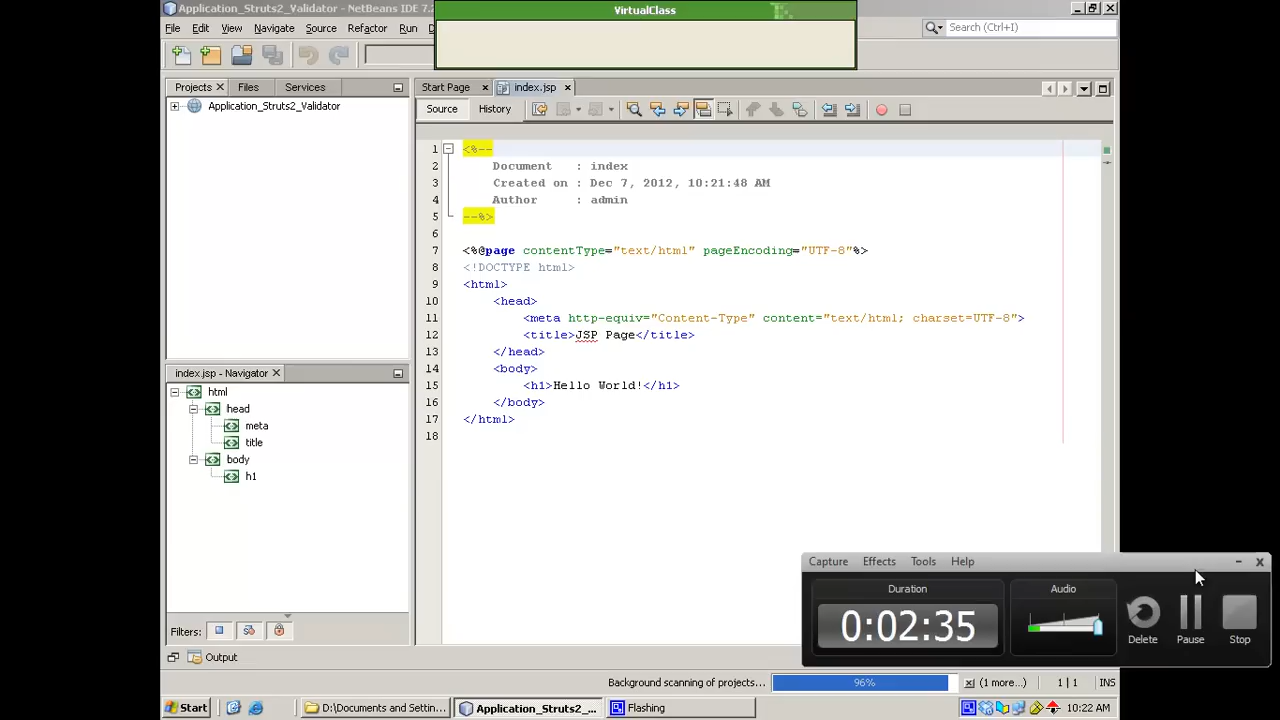 Application_Struts2_Validator - NetBeans IDE 7.2
VirtualClass
File Edit View Navigate Source Refactor Run
Search (Ctrl+I)
Projects Files Services
Start Page index.jsp
Application_Struts2_Validator
Source History
1 <%--
2 Document : index
3 Created on : Dec 7, 2012, 10:21:48 AM
4 Author : admin
5 --%>
6
7 <%@page contentType="text/html" pageEncoding="UTF-8"%>
8 <!DOCTYPE html>
9 <html>
10 <head>
11 <meta http-equiv="Content-Type" content="text/html; charset=UTF-8">
12 <title>JSP Page</title>
13 </head>
14 <body>
15 <h1>Hello World!</h1>
16 </body>
17 </html>
18
index.jsp - Navigator
html
head
meta
title
body
h1
Filters:
Output
Capture Effects Tools Help
Duration Audio
0:02:35
Delete Pause Stop
Background scanning of projects... 96% (1 more...) 1 | 1 INS
Start D:\Documents and Settin... Application_Struts2_... Flashing 10:22 AM